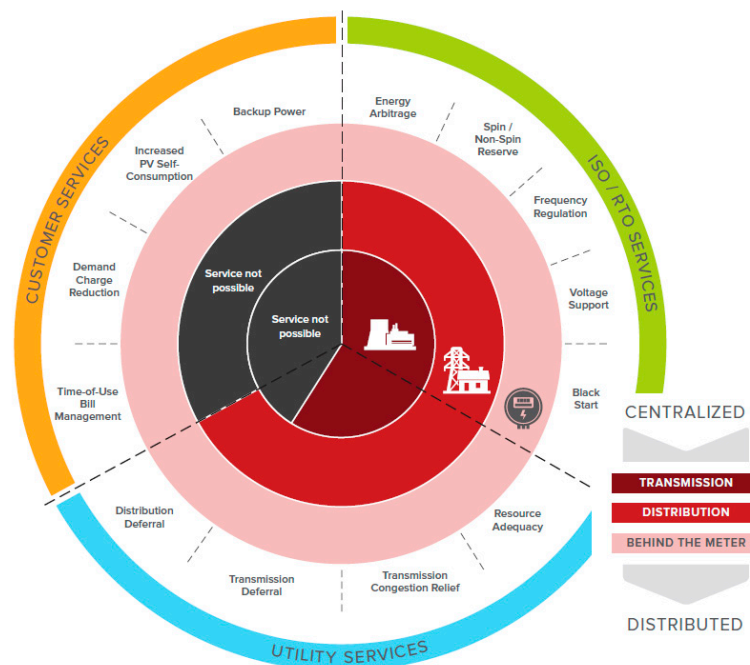 CUSTOMER SERVICES
Backup Power
Increased
PV Self-
Consumption
Demand
Charge
Reduction
Time-of-Use
Bill
Management
ISO / RTO SERVICES
Energy
Arbitrage
Spin /
Non-Spin
Reserve
Frequency
Regulation
Voltage
Support
Black
Start
Service not
possible
Service not
possible
UTILITY SERVICES
Distribution
Deferral
Transmission
Deferral
Transmission
Congestion Relief
Resource
Adequacy
CENTRALIZED
TRANSMISSION
DISTRIBUTION
BEHIND THE METER
DISTRIBUTED